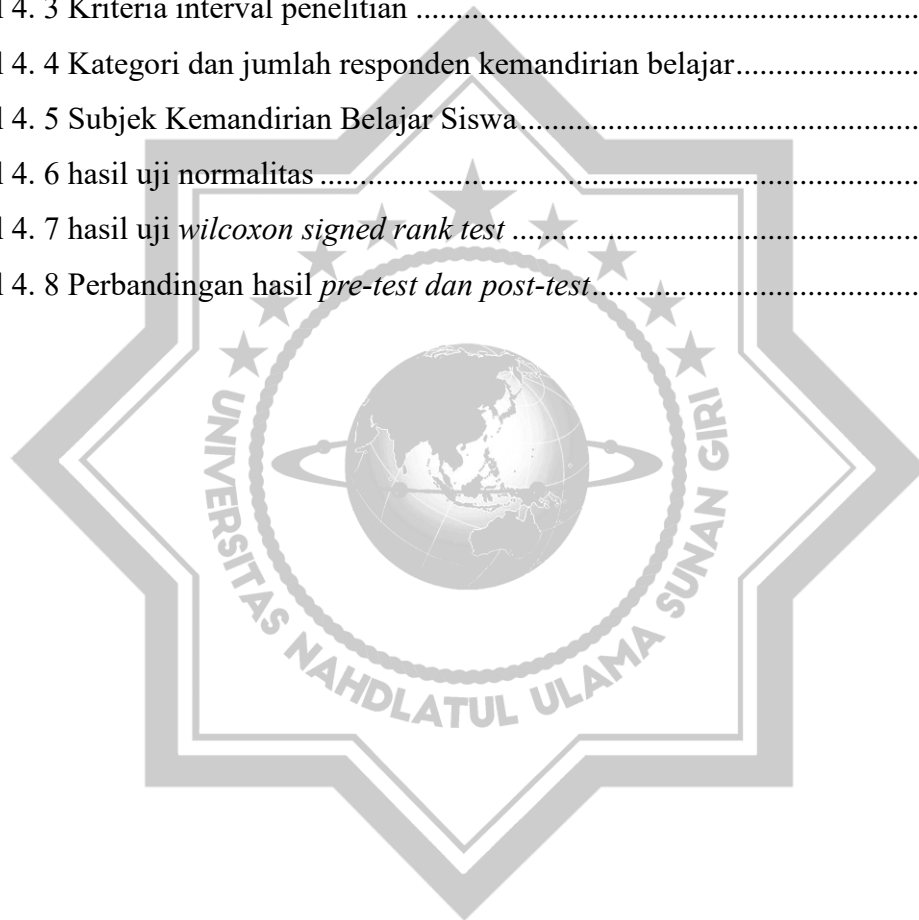 l 4. 3 Kriteria interval penelitian ................................................................
l 4. 4 Kategori dan jumlah responden kemandirian belajar.......................
l 4. 5 Subjek Kemandirian Belajar Siswa..................................................
l 4. 6 hasil uji normalitas ...........................................................................
l 4. 7 hasil uji wilcoxon signed rank test ...................................................
l 4. 8 Perbandingan hasil pre-test dan post-test.........................................
UNIVERSITAS NAHDLATUL ULAMA SUNAN GIRI